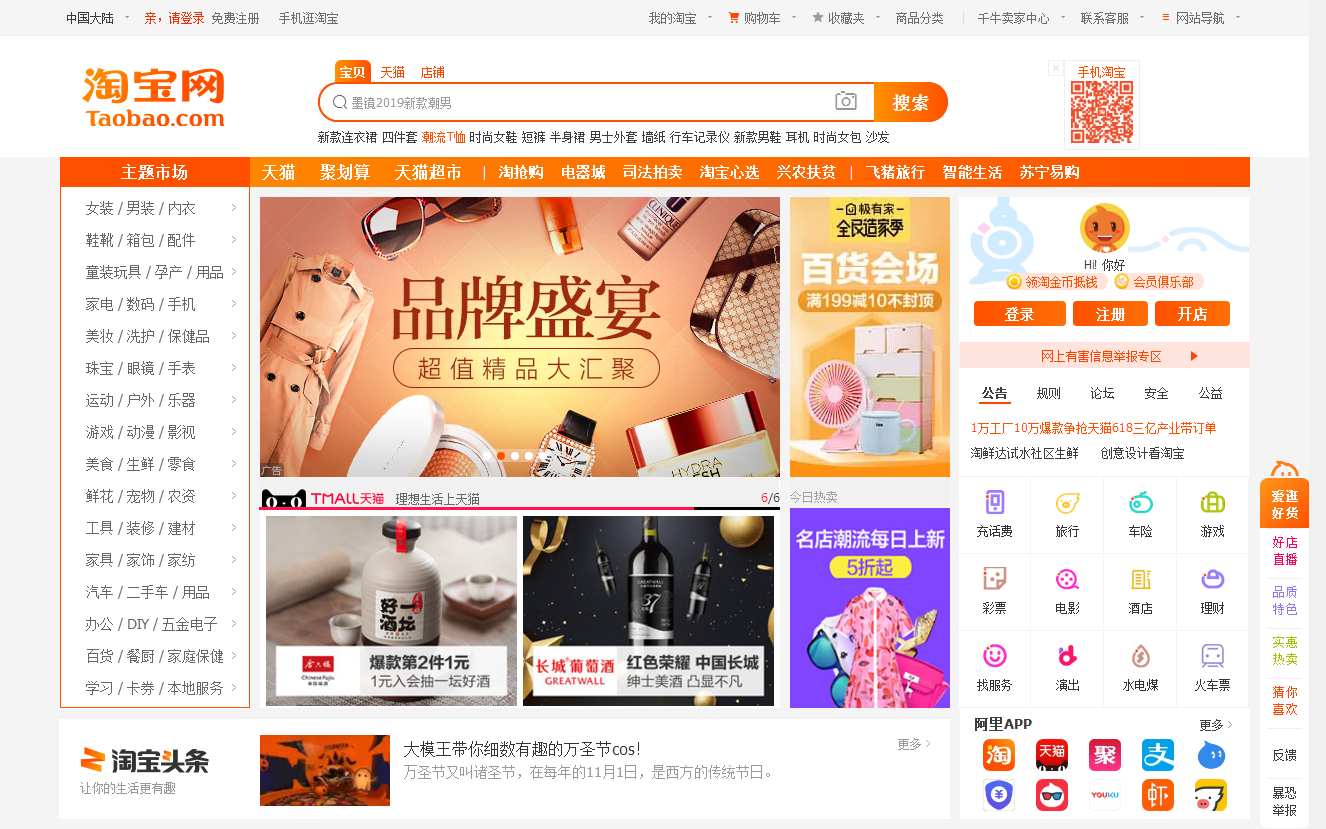 中国大陆 亲，请登录 免费注册 手机逛淘宝 我的淘宝 购物车 收藏夹 商品分类 千牛卖家中心 联系客服 网站导航
淘宝网
Taobao.com
宝贝 天猫 店铺
墨镜2019新款潮男
搜索
新款连衣裙 四件套 潮流T恤 时尚女鞋 短裤 半身裙 男士外套 墙纸 行车记录仪 新款男鞋 耳机 时尚女包 沙发
手机淘宝
主题市场 天猫 聚划算 天猫超市 | 淘抢购 电器城 司法拍卖 淘宝心选 兴农扶贫 | 飞猪旅行 智能生活 苏宁易购
女装 / 男装 / 内衣
鞋靴 / 箱包 / 配件
童装玩具 / 孕产 / 用品
家电 / 数码 / 手机
美妆 / 洗护 / 保健品
珠宝 / 眼镜 / 手表
运动 / 户外 / 乐器
游戏 / 动漫 / 影视
美食 / 生鲜 / 零食
鲜花 / 宠物 / 农资
工具 / 装修 / 建材
家具 / 家饰 / 家纺
汽车 / 二手车 / 用品
办公 / DIY / 五金电子
百货 / 餐厨 / 家庭保健
学习 / 卡券 / 本地服务
品牌盛宴
超值精品大汇聚
HYDRA
广告
TMALL天猫 理想生活上天猫 6/6
好一酒坛
金六福
Chinese Fujiu
爆款第2件1元
1元入会抽一坛好酒
GREATWALL
37
长城葡萄酒
GREATWALL
红色荣耀 中国长城
绅士美酒 凸显不凡
极有家
全民造家季
百货会场
满199减10不封顶
今日热卖
名店潮流每日上新
5折起
Hi! 你好
领淘金币抵钱 会员俱乐部
登录 注册 开店
网上有害信息举报专区
公告 规则 论坛 安全 公益
1万工厂10万爆款争抢天猫618三亿产业带订单
淘鲜达试水社区生鲜 创意设计看淘宝
充话费 旅行 车险 游戏
彩票 电影 酒店 理财
找服务 演出 水电煤 火车票
阿里APP 更多
淘 天猫 聚 支
YOUKU 虾
淘宝头条
让你的生活更有趣
大模王带你细数有趣的万圣节cos！
万圣节又叫诸圣节，在每年的11月1日，是西方的传统节日。
更多
爱逛
好货
好店
直播
品质
特色
实惠
热卖
猜你
喜欢
反馈
暴恐
举报